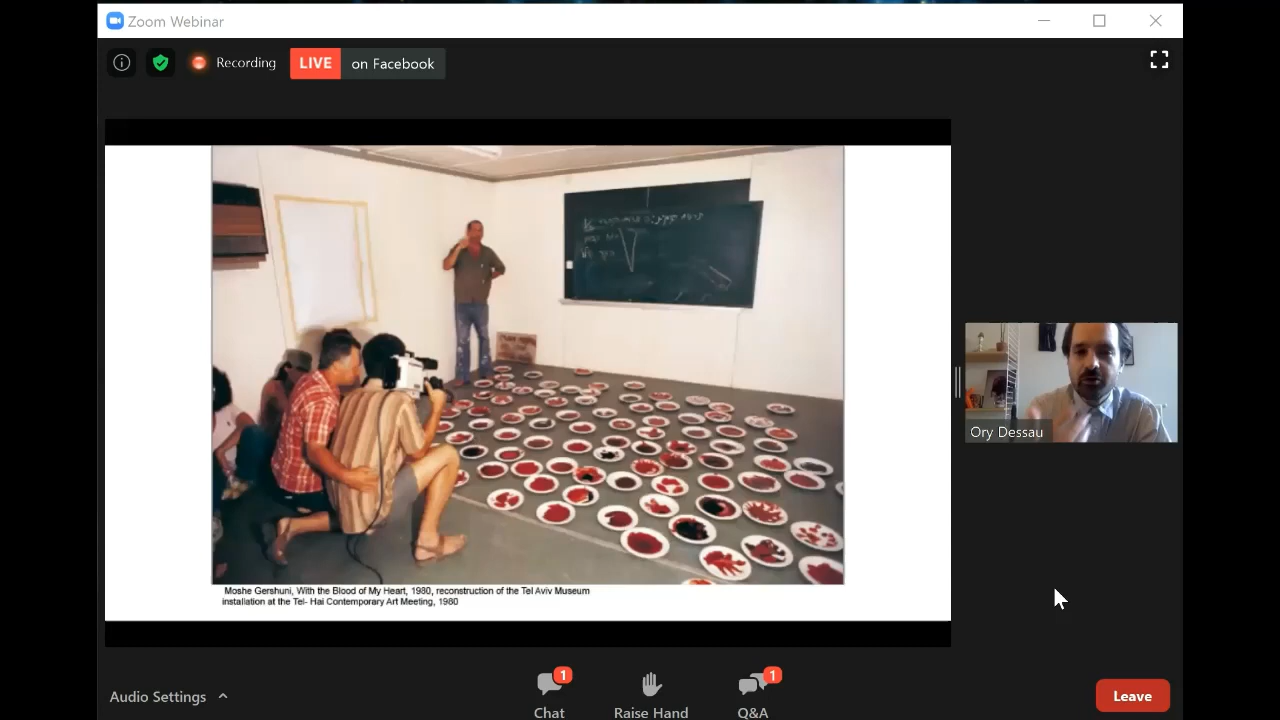 Zoom Webinar
Recording
LIVE
on Facebook
Moshe Gershuni, With the Blood of My Heart, 1980, reconstruction of the Tel Aviv Museum
installation at the Tel- Hai Contemporary Art Meeting, 1980
Ory Dessau
Audio Settings
1
Chat
Raise Hand
1
Q&A
Leave